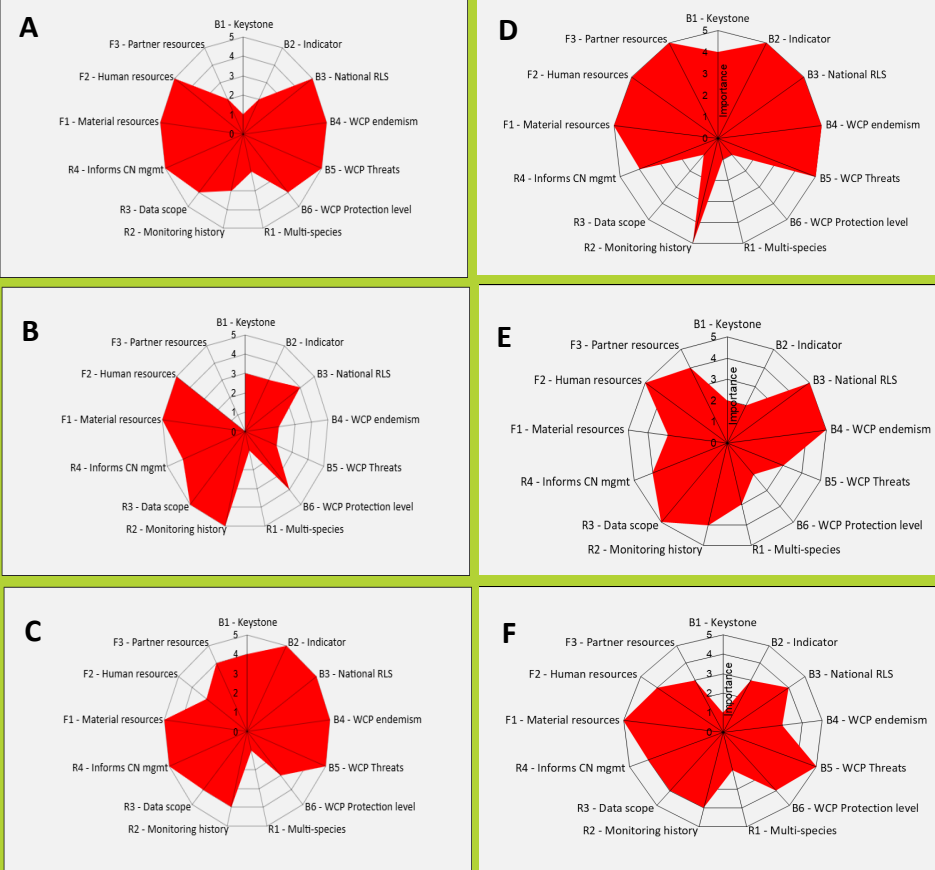 A
B1 - Keystone
F3 - Partner resources
B2 - Indicator
F2 - Human resources
B3 - National RLS
F1 - Material resources
B4 - WCP endemism
R4 - Informs CN mgmt
B5 - WCP Threats
R3 - Data scope
B6 - WCP Protection level
R2 - Monitoring history
R1 - Multi-species
5
4
3
2
1
0
D
B1 - Keystone
F3 - Partner resources
B2 - Indicator
F2 - Human resources
B3 - National RLS
F1 - Material resources
B4 - WCP endemism
R4 - Informs CN mgmt
B5 - WCP Threats
R3 - Data scope
B6 - WCP Protection level
R2 - Monitoring history
R1 - Multi-species
5
4
3
2
1
0
Importance
B
B1 - Keystone
F3 - Partner resources
B2 - Indicator
F2 - Human resources
B3 - National RLS
F1 - Material resources
B4 - WCP endemism
R4 - Informs CN mgmt
B5 - WCP Threats
R3 - Data scope
B6 - WCP Protection level
R2 - Monitoring history
R1 - Multi-species
5
4
3
2
1
0
E
B1 - Keystone
F3 - Partner resources
B2 - Indicator
F2 - Human resources
B3 - National RLS
F1 - Material resources
B4 - WCP endemism
R4 - Informs CN mgmt
B5 - WCP Threats
R3 - Data scope
B6 - WCP Protection level
R2 - Monitoring history
R1 - Multi-species
5
4
3
2
1
0
Importance
C
B1 - Keystone
F3 - Partner resources
B2 - Indicator
F2 - Human resources
B3 - National RLS
F1 - Material resources
B4 - WCP endemism
R4 - Informs CN mgmt
B5 - WCP Threats
R3 - Data scope
B6 - WCP Protection level
R2 - Monitoring history
R1 - Multi-species
5
4
3
2
1
0
F
B1 - Keystone
F3 - Partner resources
B2 - Indicator
F2 - Human resources
B3 - National RLS
F1 - Material resources
B4 - WCP endemism
R4 - Informs CN mgmt
B5 - WCP Threats
R3 - Data scope
B6 - WCP Protection level
R2 - Monitoring history
R1 - Multi-species
5
4
3
2
1
0
Importance